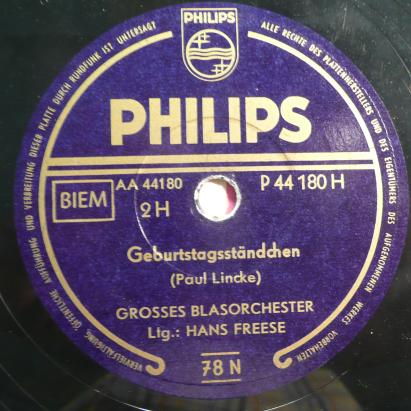 PHILIPS
PHILIPS
BIEM
AA 44180
2 H
P 44 180 H
Geburtstagsständchen
(Paul Lincke)
GROSSES BLASORCHESTER
Ltg.: HANS FREESE
78 N
ALLE RECHTE DES PLATTENHERSTELLERS UND DES EIGENTÜMERS DES AUFGENOMMENEN WERKES VORBEHALTEN
VERVIELFÄLTIGUNG, ÖFFENTLICHE AUFFÜHRUNG UND VERBREITUNG DIESER PLATTE DURCH RUNDFUNK IST UNTERSAGT